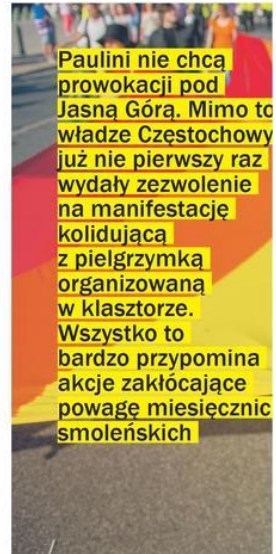 Paulini nie chcą
prowokacji pod
Jasną Górą. Mimo to
władze Częstochowy
już nie pierwszy raz
wydały zezwolenie
na manifestację
kolidującą
z pielgrzymką
organizowaną
w klasztorze.
Wszystko to
bardzo przypomina
akcje zakłócające
powagę miesięcznic
smoleńskich